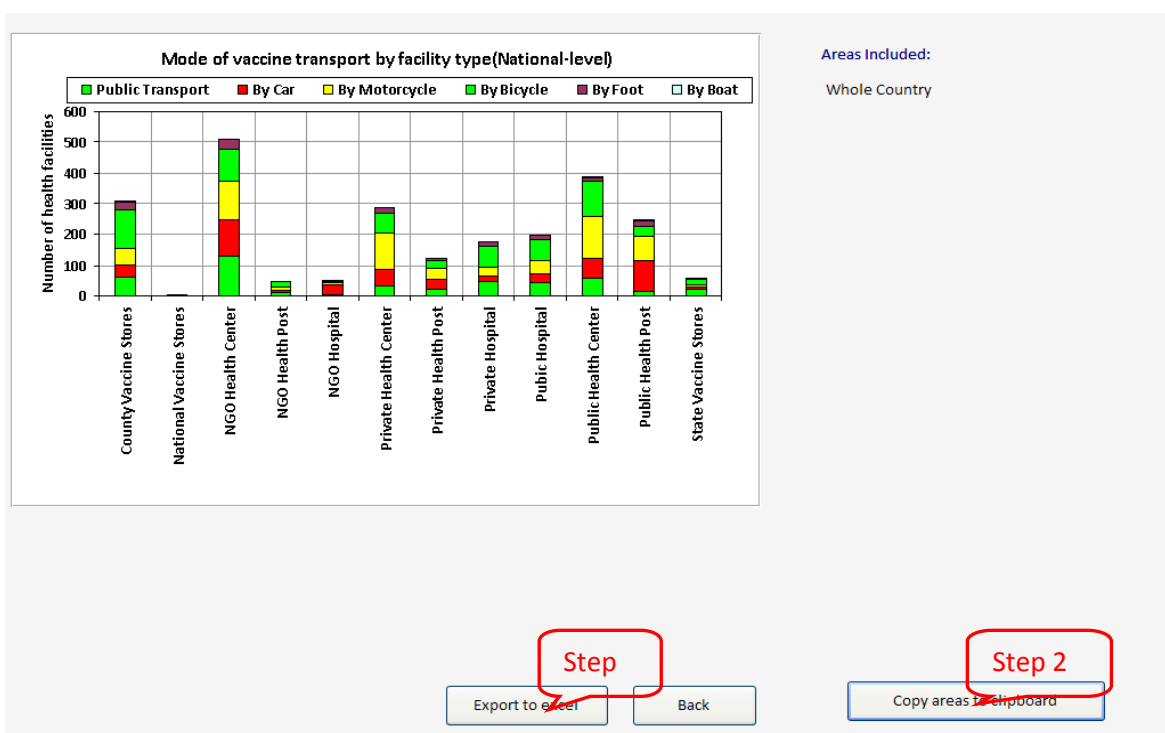 Mode of vaccine transport by facility type(National-level)
Public Transport By Car By Motorcycle By Bicycle By Foot By Boat
Number of health facilities
600
500
400
300
200
100
0
County Vaccine Stores
National Vaccine Stores
NGO Health Center
NGO Health Post
NGO Hospital
Private Health Center
Private Health Post
Private Hospital
Pubic Hospital
Public Health Center
Public Health Post
State Vaccine Stores
Areas Included:
Whole Country
Step
Step 2
Export to excel
Back
Copy areas to clipboard